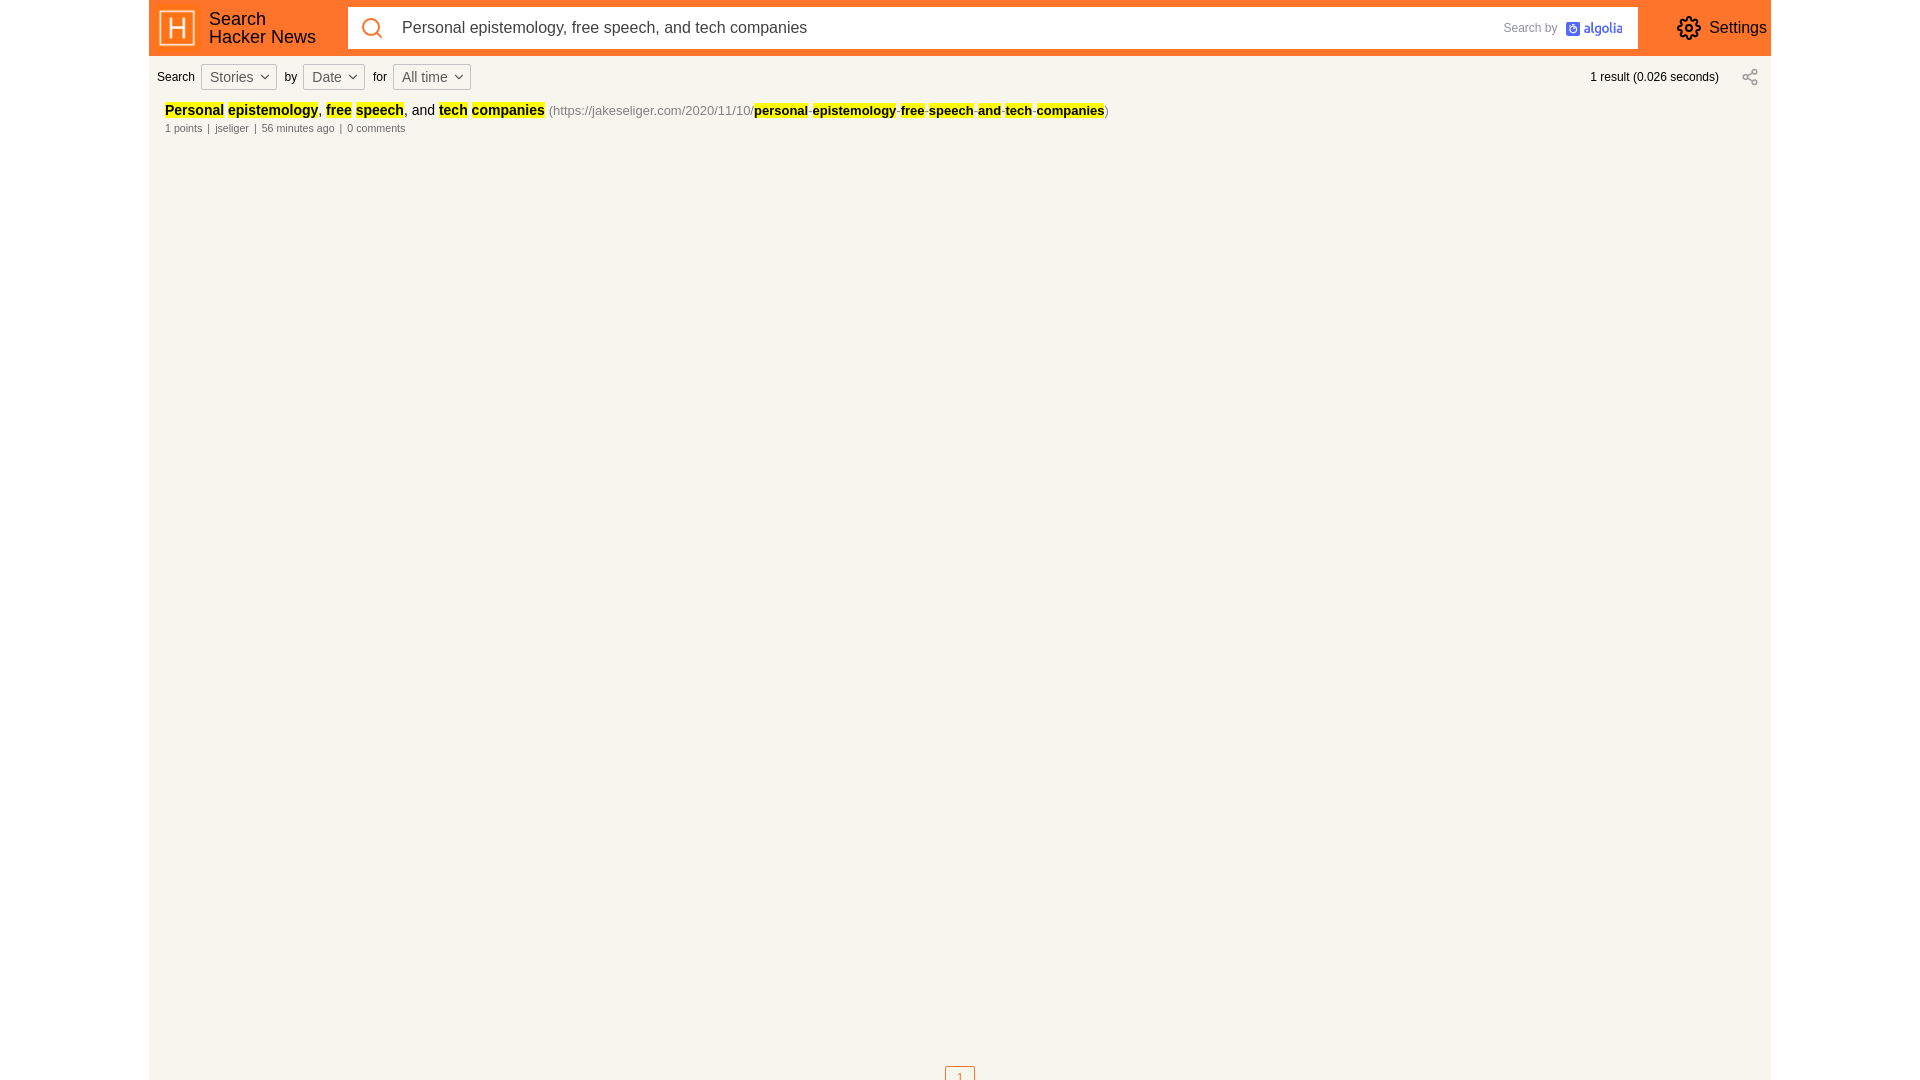 Search
Hacker News
Personal epistemology, free speech, and tech companies
Search by algolia
Settings
Search Stories by Date for All time
1 result (0.026 seconds)
Personal epistemology, free speech, and tech companies (https://jakeseliger.com/2020/11/10/personal-epistemology-free-speech-and-tech-companies)
1 points | jseliger | 56 minutes ago | 0 comments
1